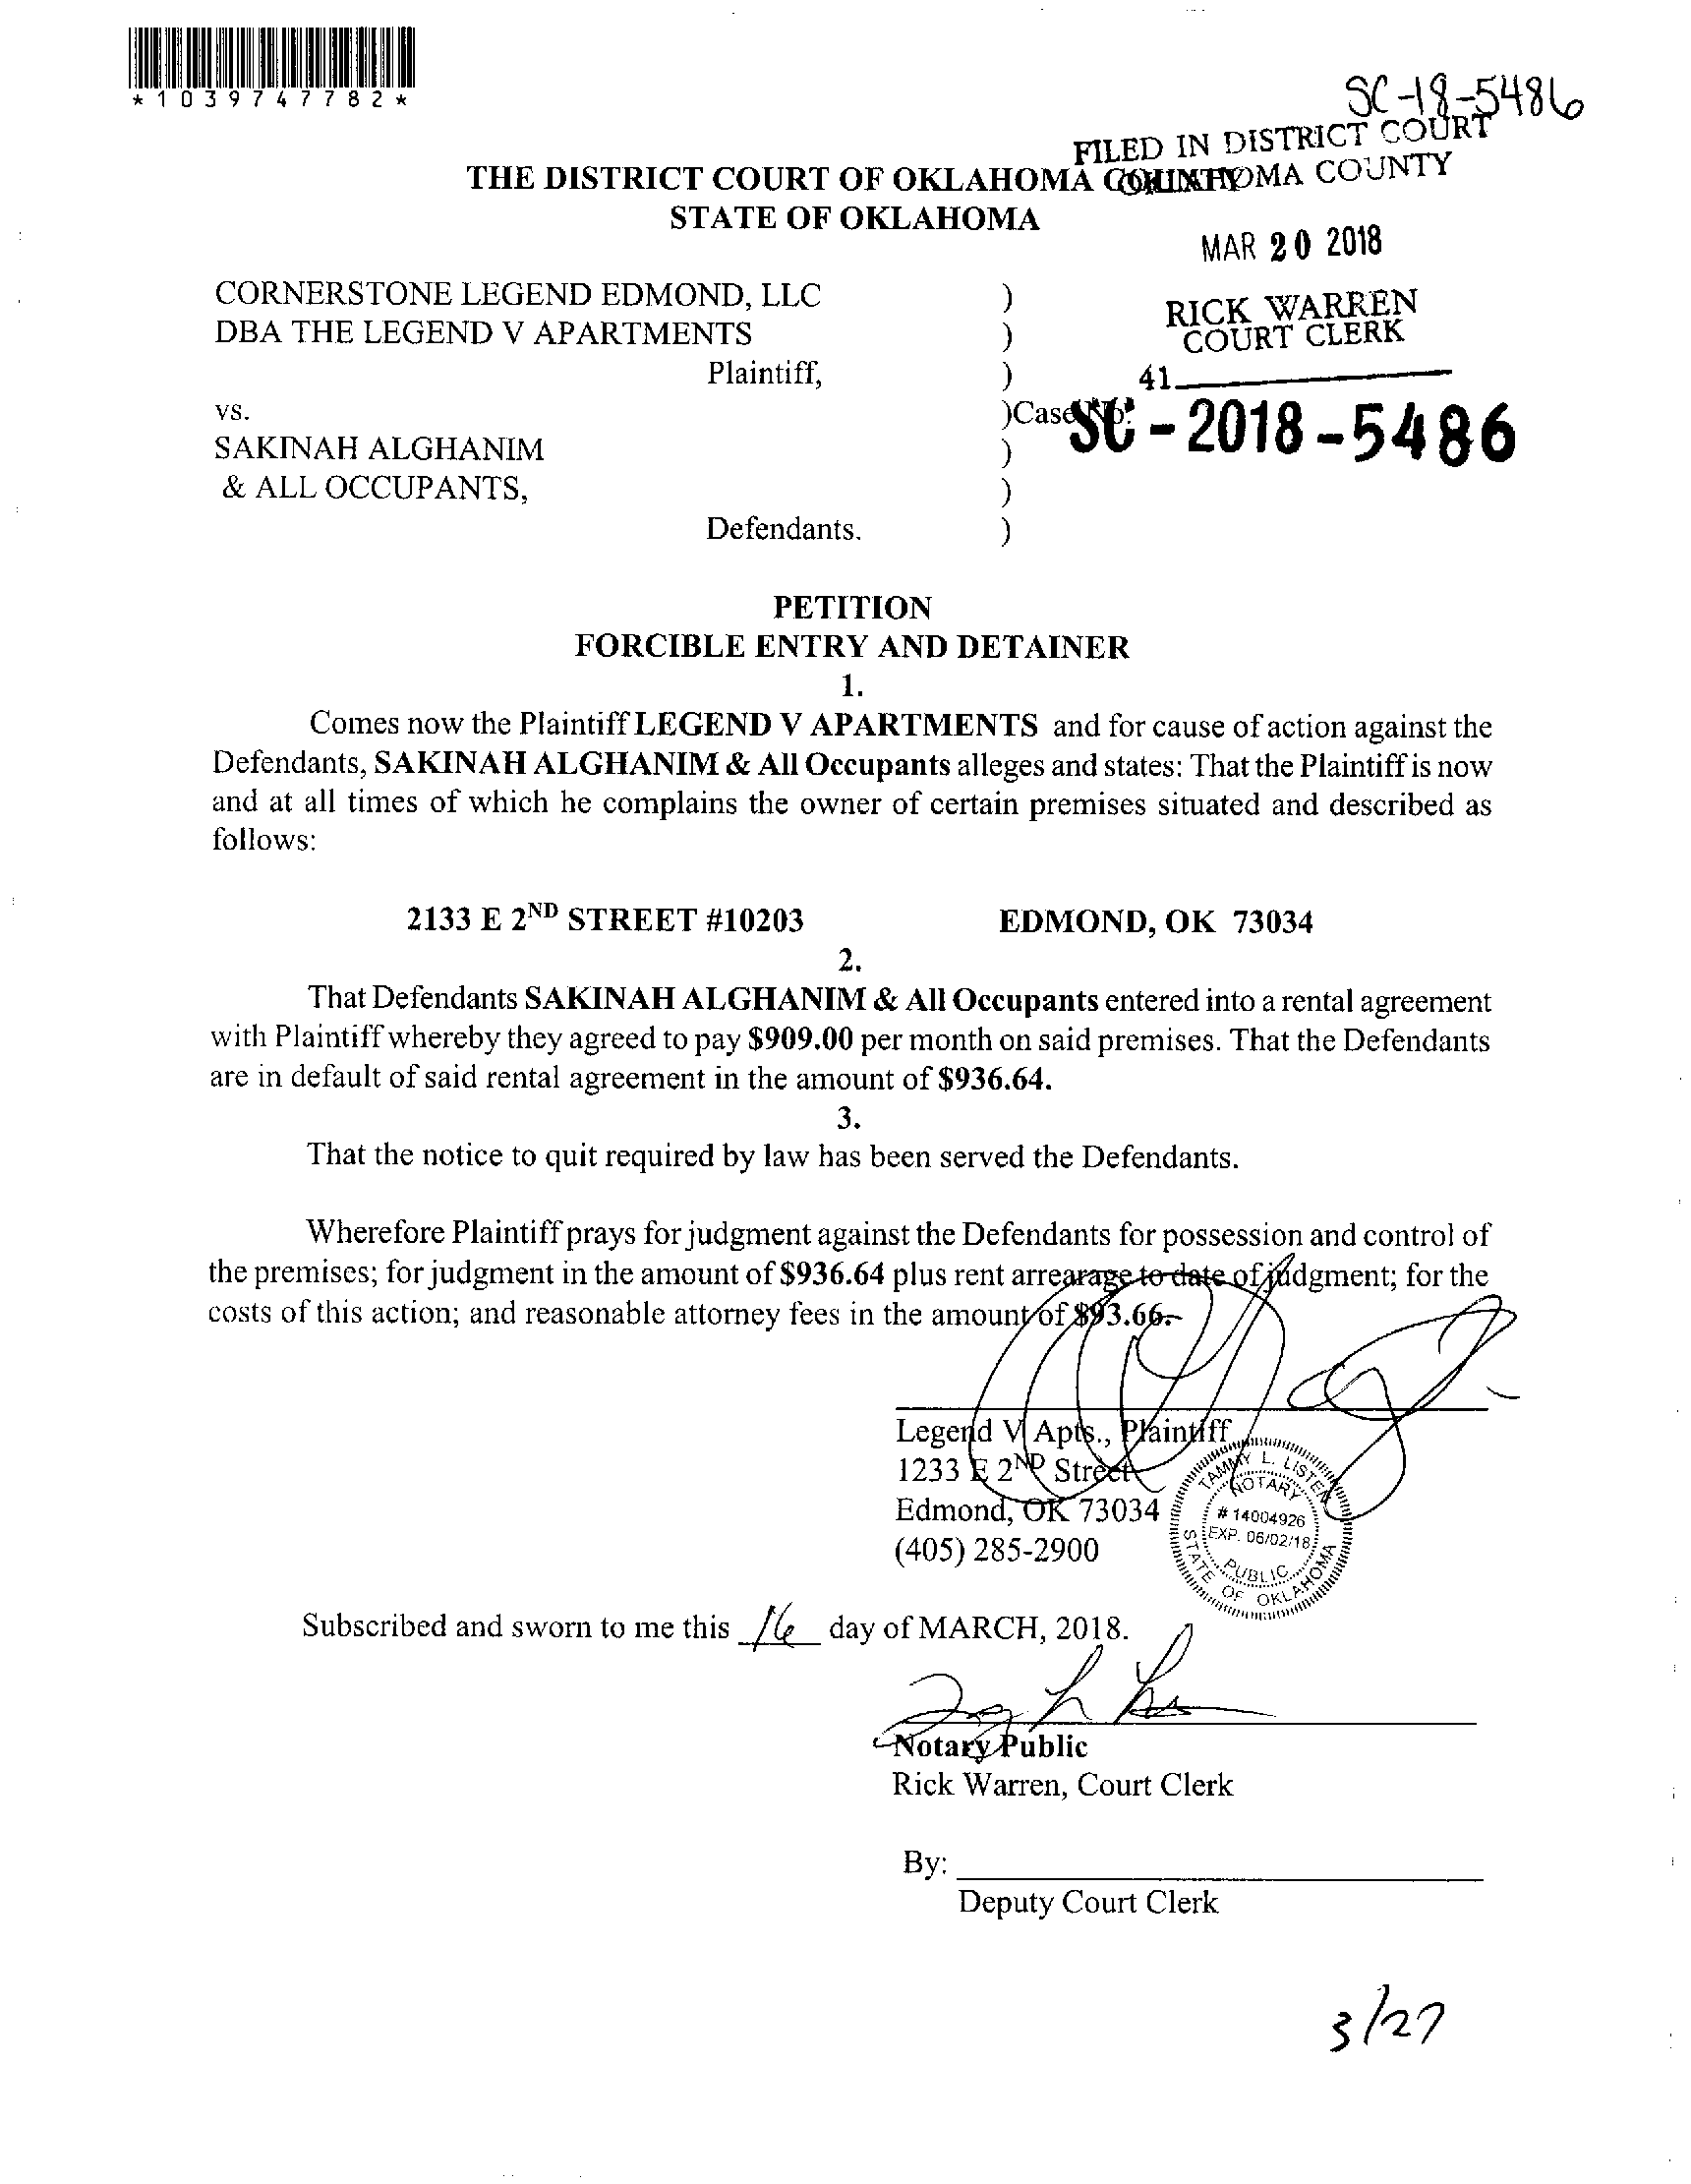 *1039747782*
SC-18-5486
FILED IN DISTRICT COURT
OKLAHOMA COUNTY
THE DISTRICT COURT OF OKLAHOMA COUNTY
STATE OF OKLAHOMA
MAR 20 2018
RICK WARREN
COURT CLERK
41
CORNERSTONE LEGEND EDMOND, LLC )
DBA THE LEGEND V APARTMENTS )
Plaintiff, )
vs. )Case No:
SC-2018-5486
SAKINAH ALGHANIM )
& ALL OCCUPANTS, )
Defendants. )
PETITION
FORCIBLE ENTRY AND DETAINER
1.
Comes now the Plaintiff LEGEND V APARTMENTS and for cause of action against the
Defendants, SAKINAH ALGHANIM & All Occupants alleges and states: That the Plaintiff is now
and at all times of which he complains the owner of certain premises situated and described as
follows:
2133 E 2ND STREET #10203 EDMOND, OK 73034
2.
That Defendants SAKINAH ALGHANIM & All Occupants entered into a rental agreement
with Plaintiff whereby they agreed to pay $909.00 per month on said premises. That the Defendants
are in default of said rental agreement in the amount of $936.64.
3.
That the notice to quit required by law has been served the Defendants.
Wherefore Plaintiff prays for judgment against the Defendants for possession and control of
the premises; for judgment in the amount of $936.64 plus rent arrearage to date of judgment; for the
costs of this action; and reasonable attorney fees in the amount of $93.66.
Legend V Apts., Plaintiff
1233 E 2ND Street
Edmond, OK 73034
(405) 285-2900
TAMMY L. LISTEN
NOTARY
# 14004926
EXP. 06/02/18
PUBLIC
STATE OF OKLAHOMA
Subscribed and sworn to me this 16 day of MARCH, 2018.
Notary Public
Rick Warren, Court Clerk
By:
Deputy Court Clerk
3/27